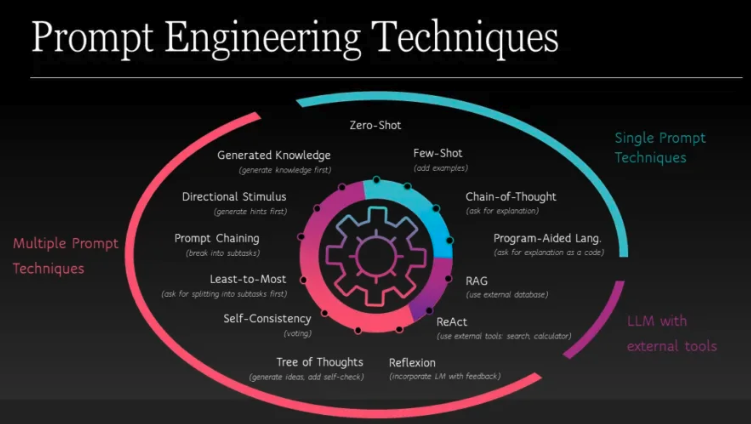 Prompt Engineering Techniques
Zero-Shot
Few-Shot
(add examples)
Chain-of-Thought
(ask for explanation)
Program-Aided Lang.
(ask for explanation as a code)
Single Prompt
Techniques
RAG
(use external database)
ReAct
(use external tools: search, calculator)
LLM with
external tools
Reflexion
(incorporate LM with feedback)
Tree of Thoughts
(generate ideas, add self-check)
Self-Consistency
(voting)
Least-to-Most
(ask for splitting into subtasks first)
Prompt Chaining
(break into subtasks)
Directional Stimulus
(generate hints first)
Generated Knowledge
(generate knowledge first)
Multiple Prompt
Techniques